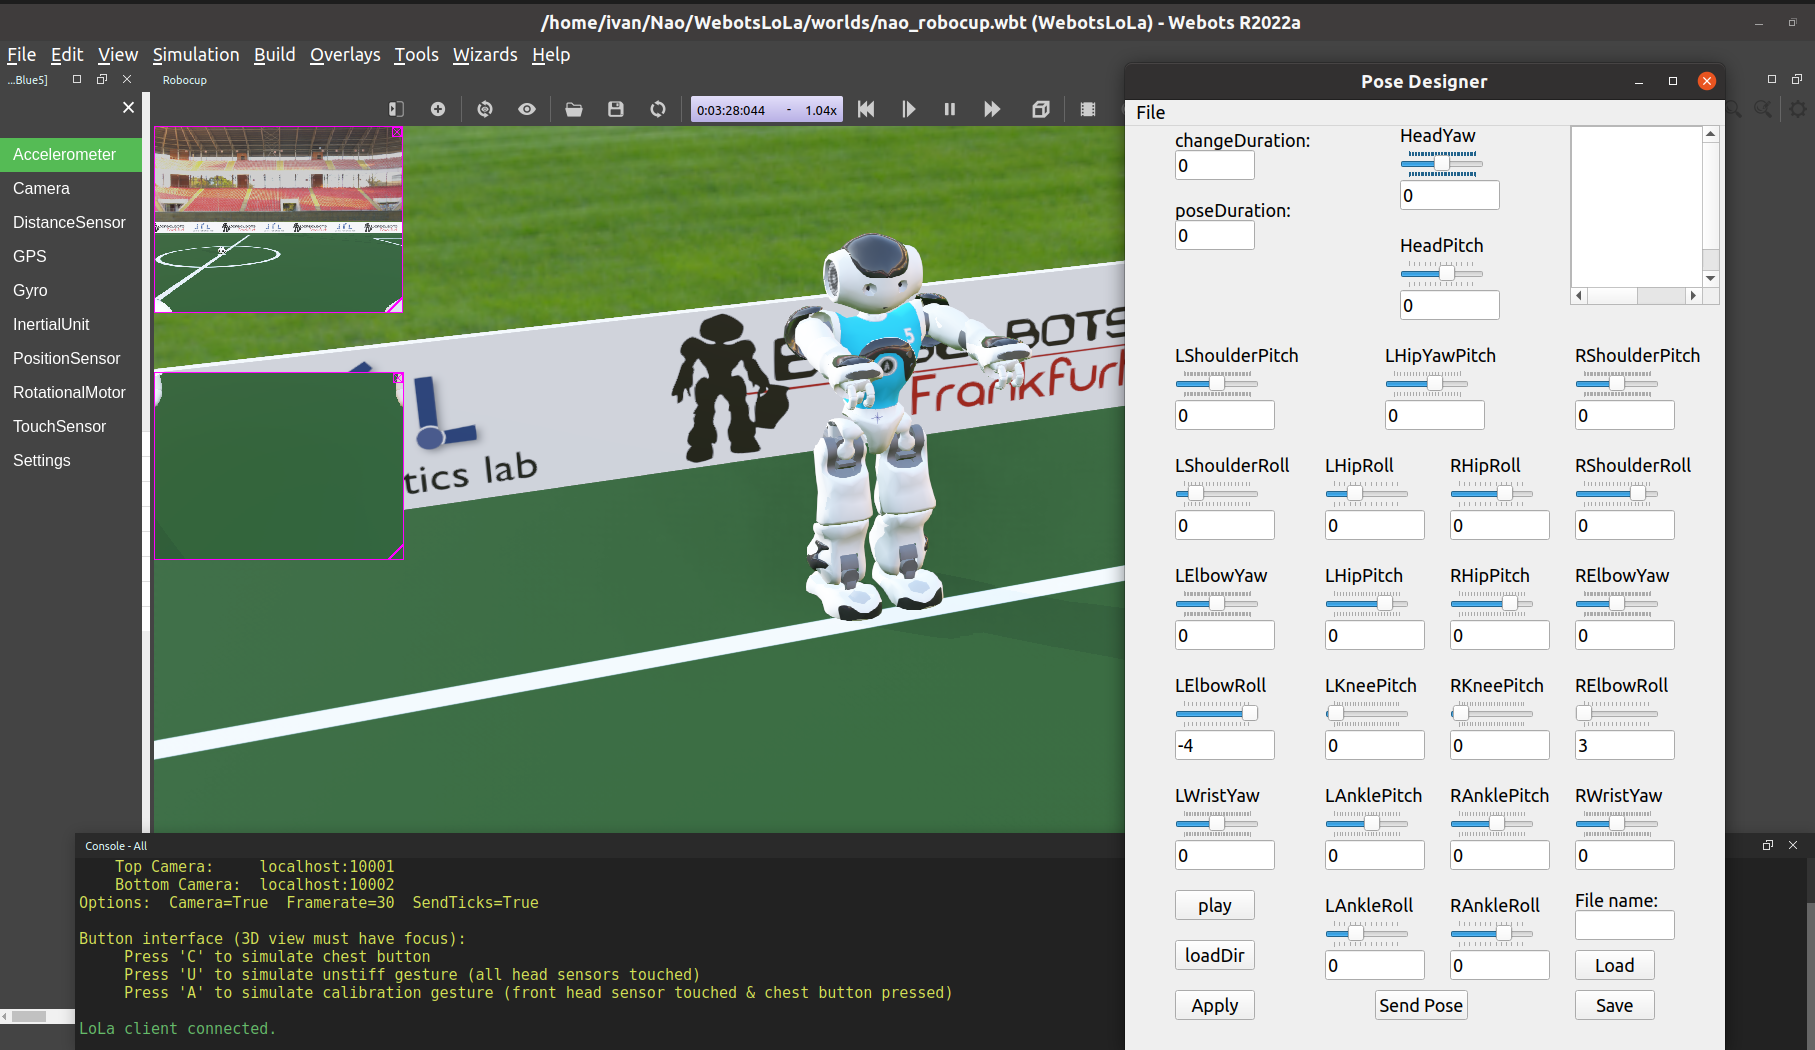 /home/ivan/Nao/WebotsLoLa/worlds/nao_robocup.wbt (WebotsLoLa) - Webots R2022a
File Edit View Simulation Build Overlays Tools Wizards Help
...Blue5]
Robocup
0:03:28:044 - 1.04x
Accelerometer
Camera
DistanceSensor
GPS
Gyro
InertialUnit
PositionSensor
RotationalMotor
TouchSensor
Settings
L
tics lab
BOTS
Frankfur
5
Pose Designer
File
changeDuration:
0
poseDuration:
0
HeadYaw
0
HeadPitch
0
LShoulderPitch LHipYawPitch RShoulderPitch
0 0 0
LShoulderRoll LHipRoll RHipRoll RShoulderRoll
0 0 0 0
LElbowYaw LHipPitch RHipPitch RElbowYaw
0 0 0 0
LElbowRoll LKneePitch RKneePitch RElbowRoll
-4 0 0 3
LWristYaw LAnklePitch RAnklePitch RWristYaw
0 0 0 0
play LAnkleRoll RAnkleRoll File name:
loadDir 0 0 Load
Apply Send Pose Save
Console - All
Top Camera: localhost:10001
Bottom Camera: localhost:10002
Options: Camera=True Framerate=30 SendTicks=True
Button interface (3D view must have focus):
Press 'C' to simulate chest button
Press 'U' to simulate unstiff gesture (all head sensors touched)
Press 'A' to simulate calibration gesture (front head sensor touched & chest button pressed)
LoLa client connected.